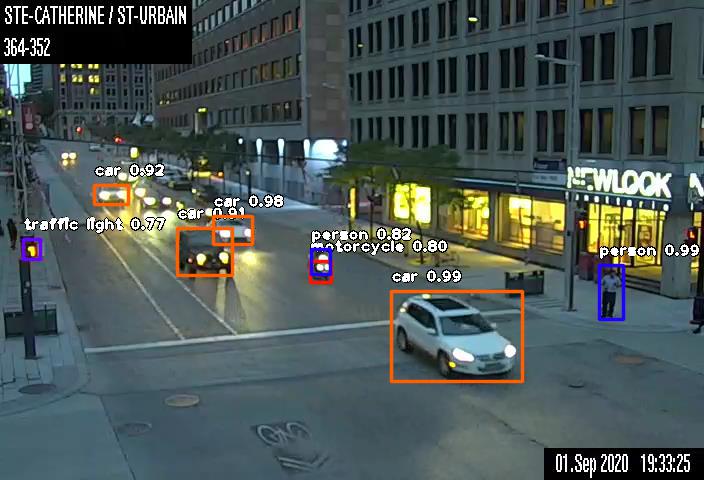 STE-CATHERINE / ST-URBAIN
364-352
car 0.92
car 0.98
car 0.91
traffic light 0.77
person 0.82
motorcycle 0.80
person 0.99
car 0.99
NEWLOOK
01.Sep 2020 19:33:25